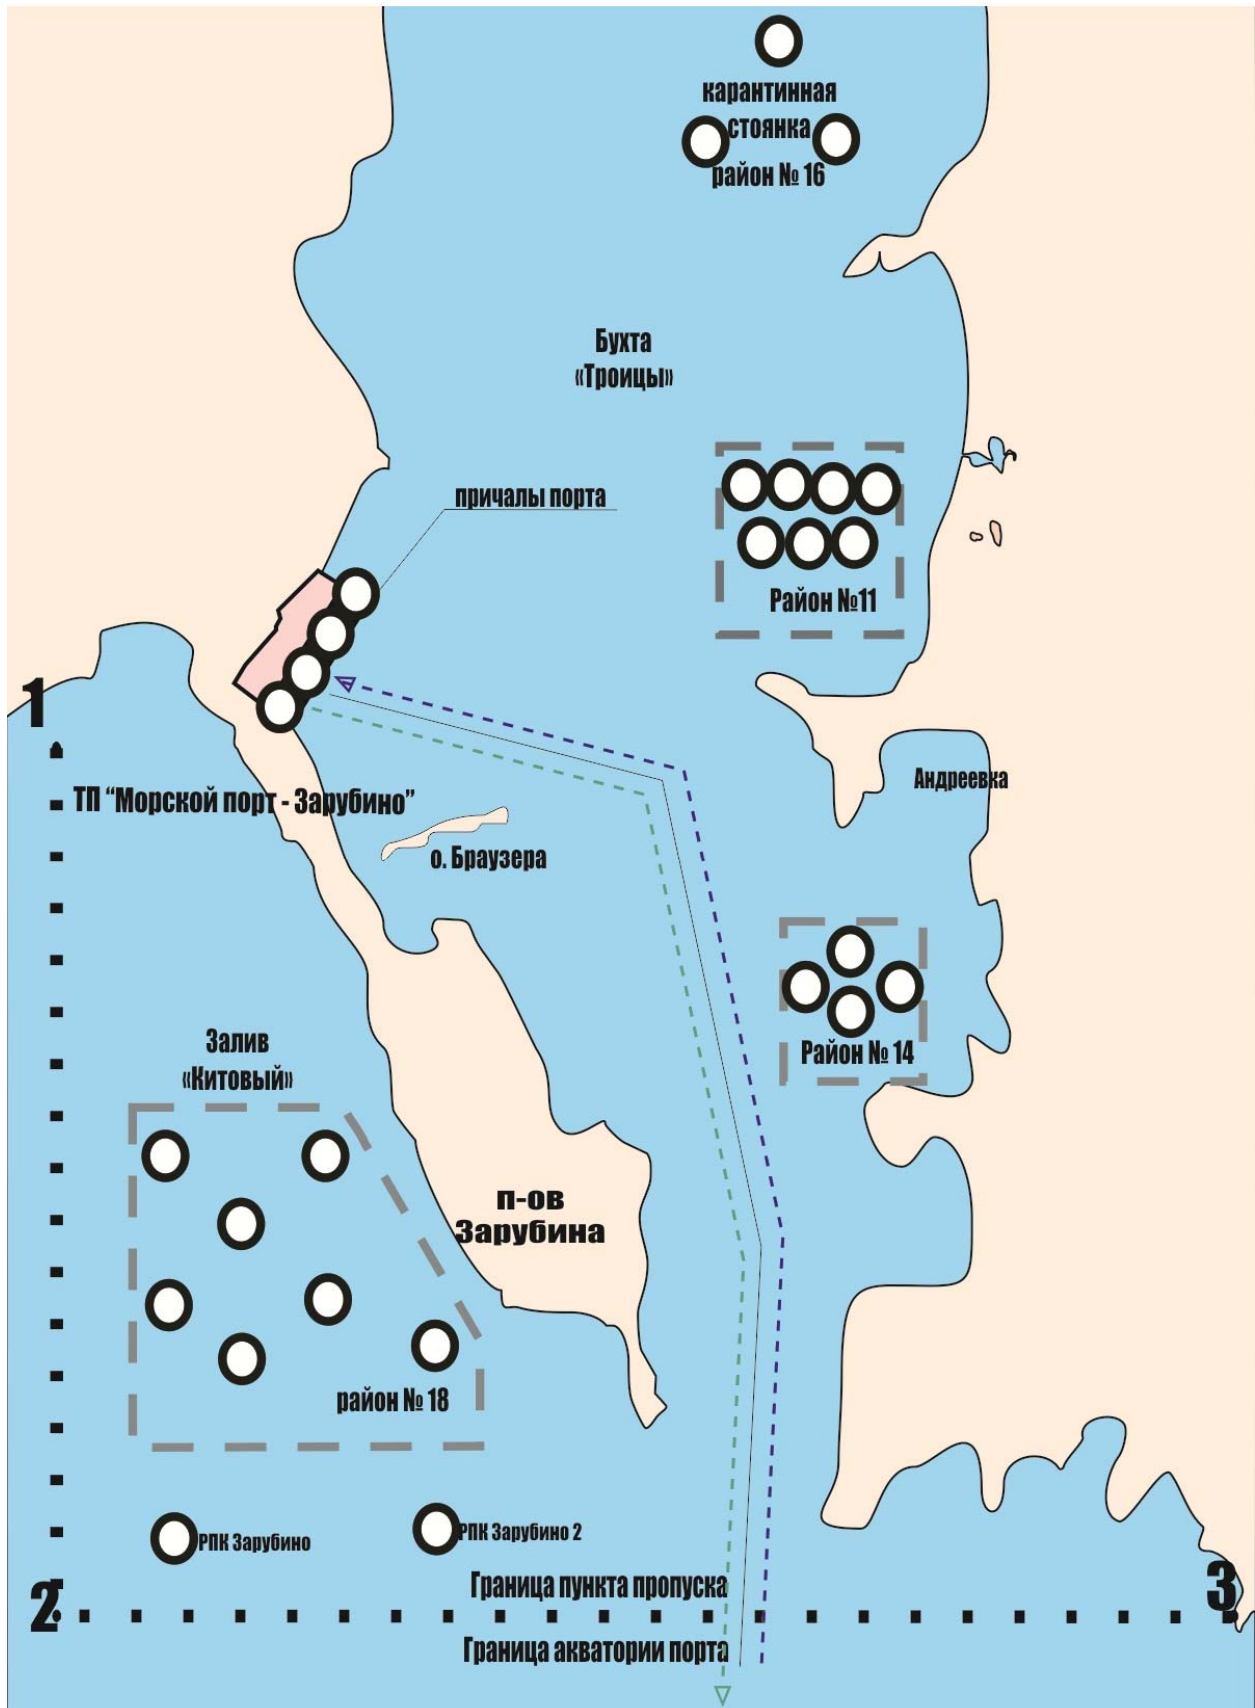 карантинная
стоянка
район № 16
Бухта
«Троицы»
причалы порта
Район №11
1
Андреевка
ТП “Морской порт - Зарубино”
о. Браузера
Район № 14
Залив
«Китовый»
п-ов
Зарубина
район № 18
РПК Зарубино
РПК Зарубино 2
Граница пункта пропуска
2
3
Граница акватории порта